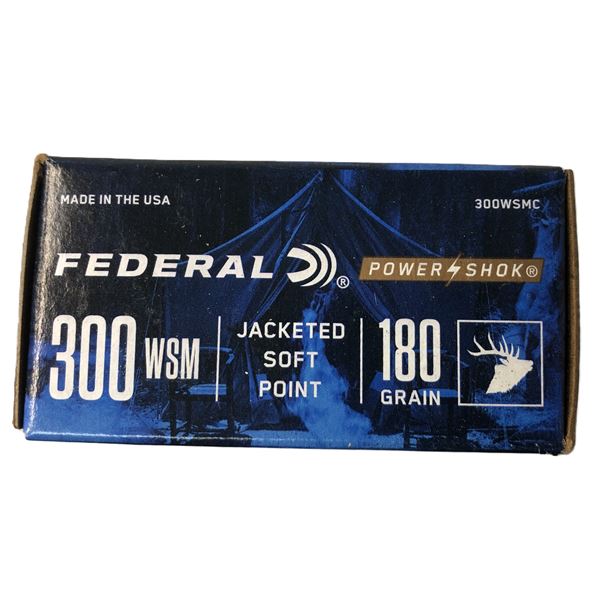 MADE IN THE USA
300WSMC
FEDERAL ®
POWER SHOK®
300 WSM
JACKETED
SOFT
POINT
180
GRAIN